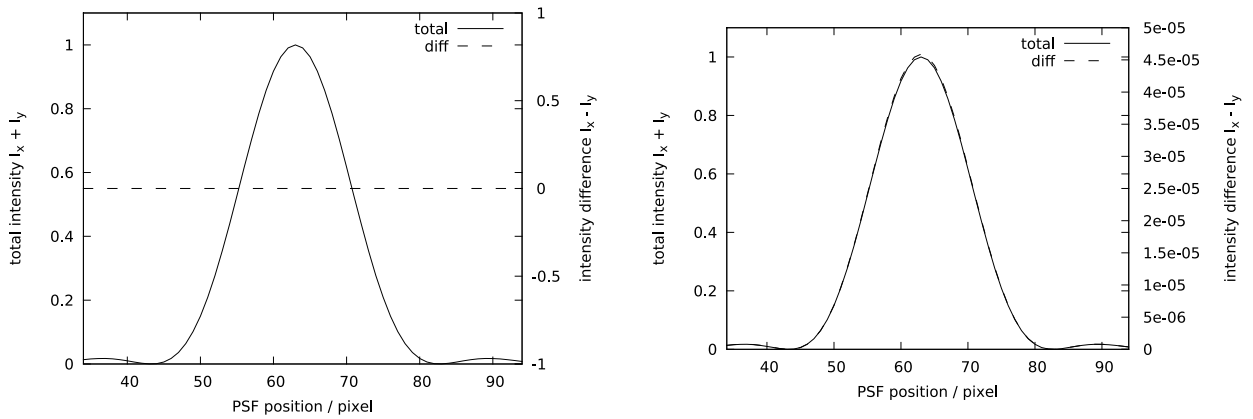 total
diff
total intensity I_x + I_y
1
0.8
0.6
0.4
0.2
0
1
0.5
0
-0.5
-1
intensity difference I_x - I_y
40 50 60 70 80 90
PSF position / pixel
total
diff
total intensity I_x + I_y
1
0.8
0.6
0.4
0.2
0
5e-05
4.5e-05
4e-05
3.5e-05
3e-05
2.5e-05
2e-05
1.5e-05
1e-05
5e-06
0
intensity difference I_x - I_y
40 50 60 70 80 90
PSF position / pixel